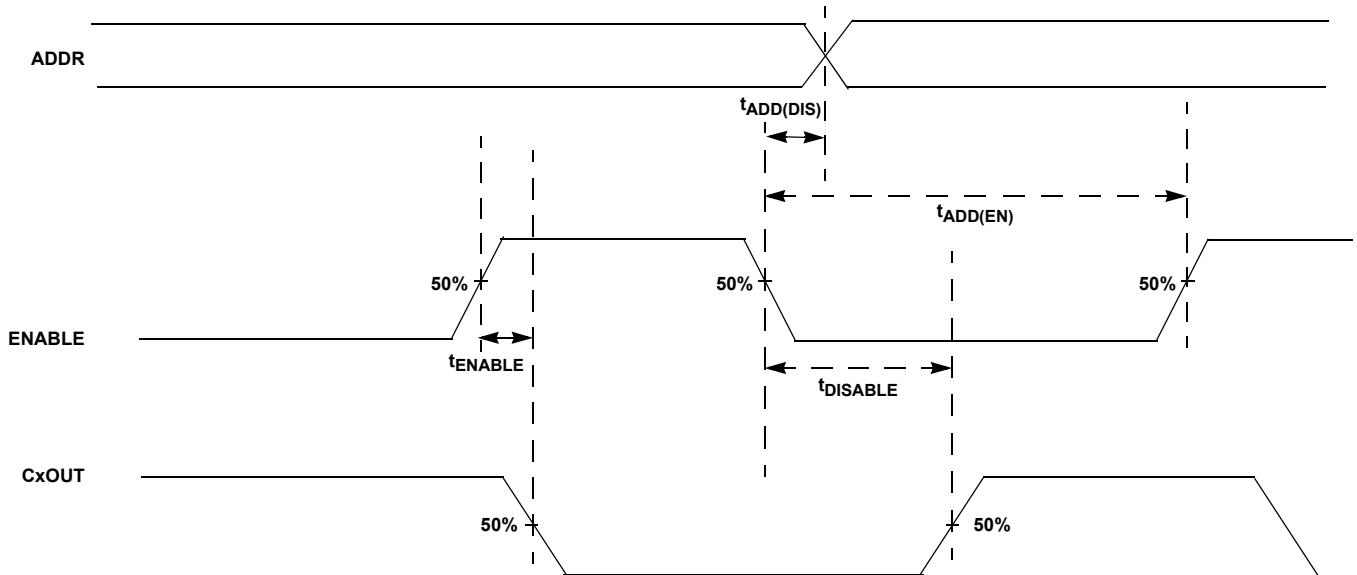 ADDR
tADD(DIS)
tADD(EN)
50%
50%
50%
ENABLE
tENABLE
tDISABLE
CxOUT
50%
50%